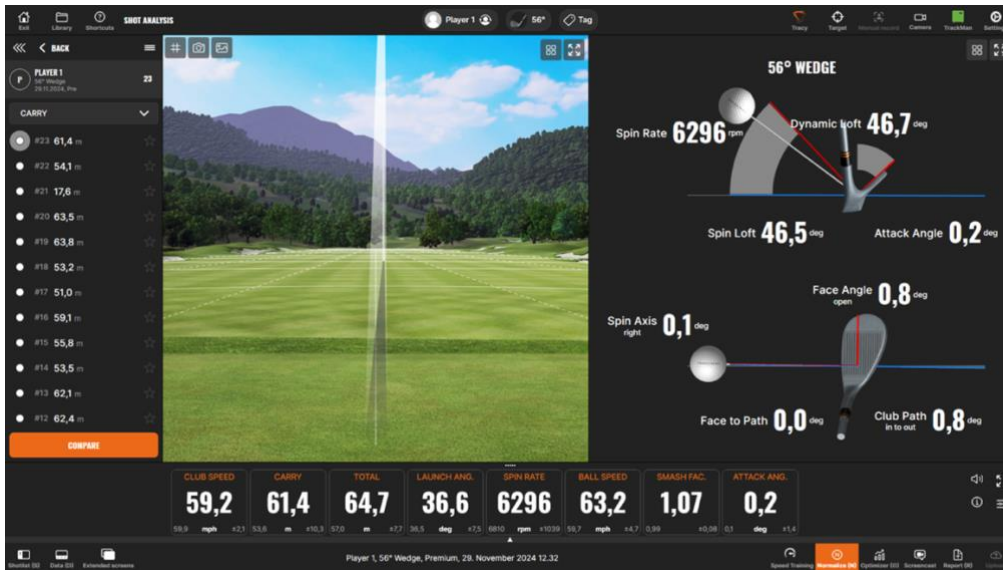 Exit Library Shortcuts SHOT ANALYSIS Player 1 56° Tag Tracy Target Camera TrackMan
BACK
PLAYER 1 23
56° Wedge
29.11.2024, Pre
CARRY
#23 61,4 m
#22 54,1 m
#21 17,6 m
#20 63,5 m
#19 63,8 m
#18 53,2 m
#17 51,0 m
#16 59,1 m
#15 55,8 m
#14 53,5 m
#13 62,1 m
#12 62,4 m
COMPARE
56° WEDGE
Spin Rate 6296 rpm
Dynamic Loft 46,7 deg
Spin Loft 46,5 deg
Attack Angle 0,2 deg
Face Angle 0,8 deg
open
Spin Axis 0,1 deg
right
Face to Path 0,0 deg
Club Path 0,8 deg
in to out
CLUB SPEED CARRY TOTAL LAUNCH ANG. SPIN RATE BALL SPEED SMASH FAC. ATTACK ANG.
59,2 61,4 64,7 36,6 6296 63,2 1,07 0,2
59,9 mph ±2,1 53,8 m ±10,3 57,0 m ±7,7 36,5 deg ±7,5 6810 rpm ±1039 59,7 mph ±4,7 0,99 ±0,08 0,1 deg ±1,4
Shotlist (S) Data (D) Extended screens Player 1, 56° Wedge, Premium, 29. November 2024 12.32 Speed Training Normalize (N) Optimizer (O) Screencast Report (R)